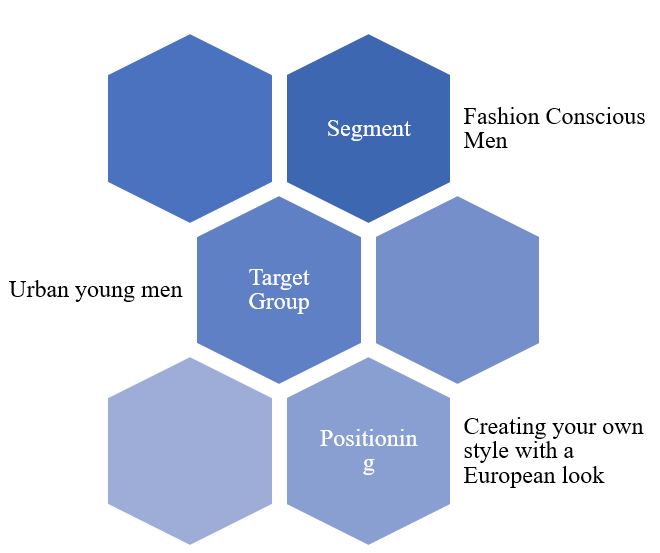 Segment
Fashion Conscious
Men
Urban young men
Target
Group
Positionin
g
Creating your own
style with a
European look